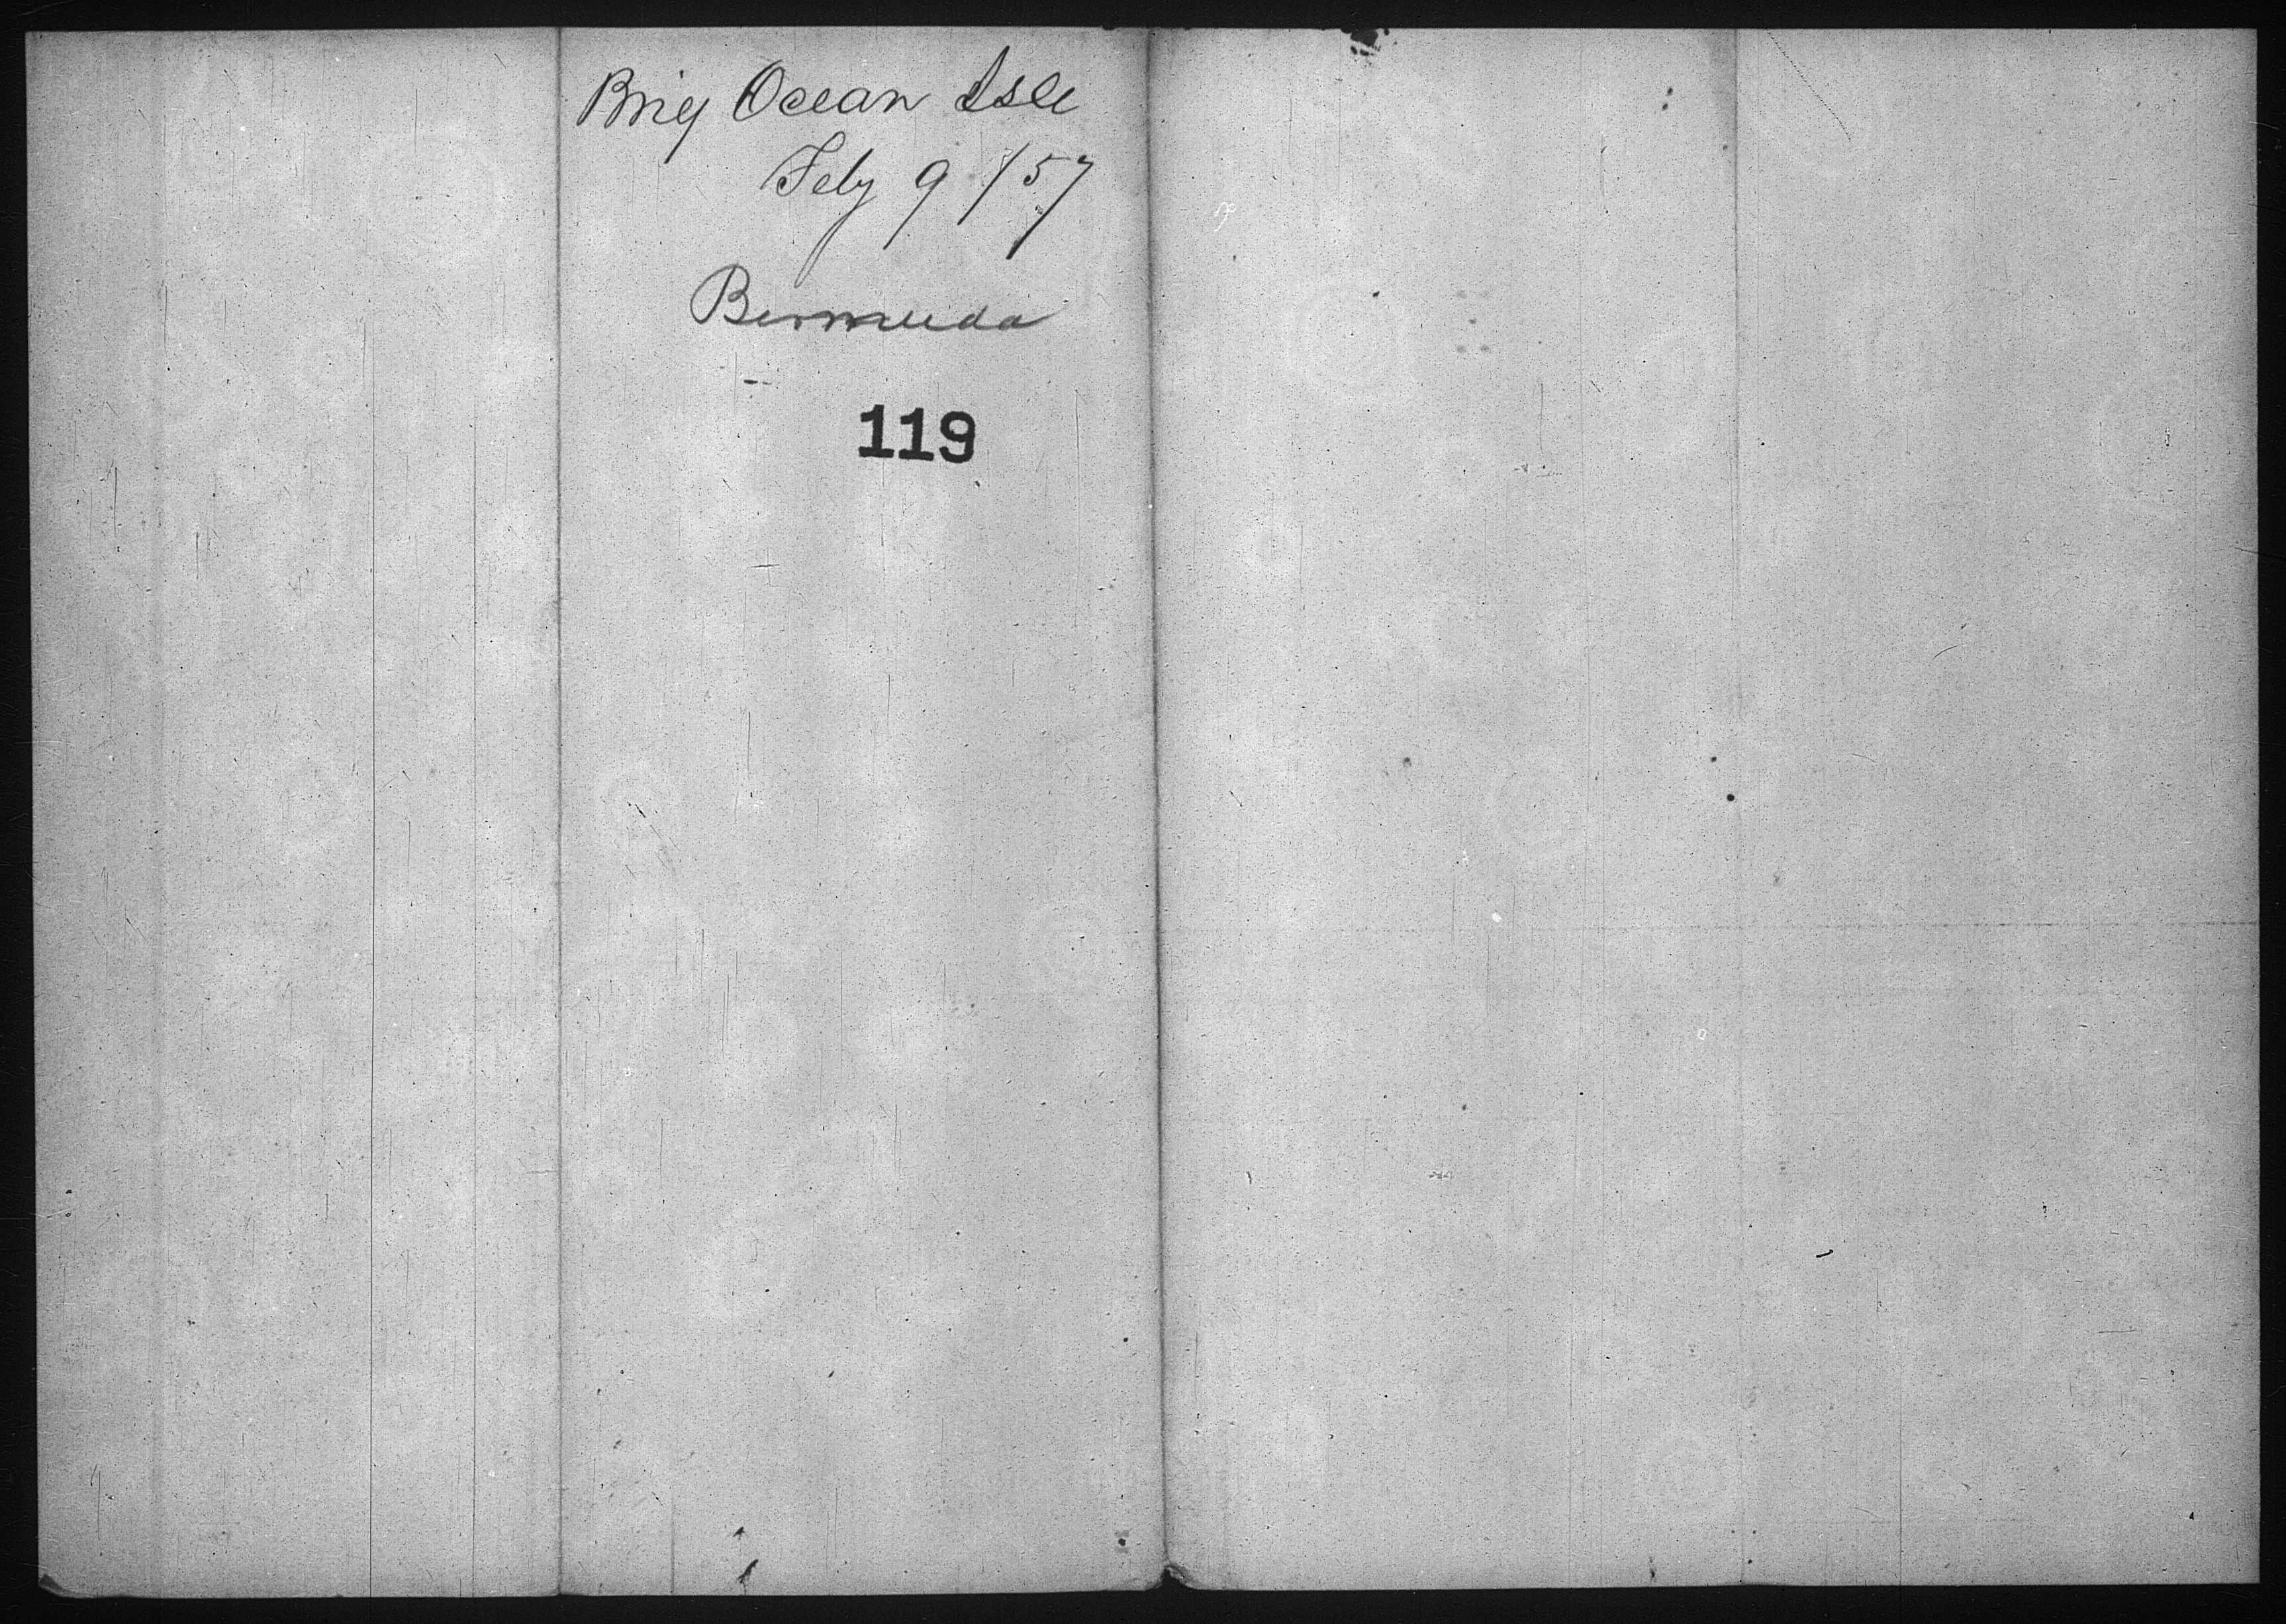 Brig Ocean Isle
Feby 9 /57
Bermuda
119